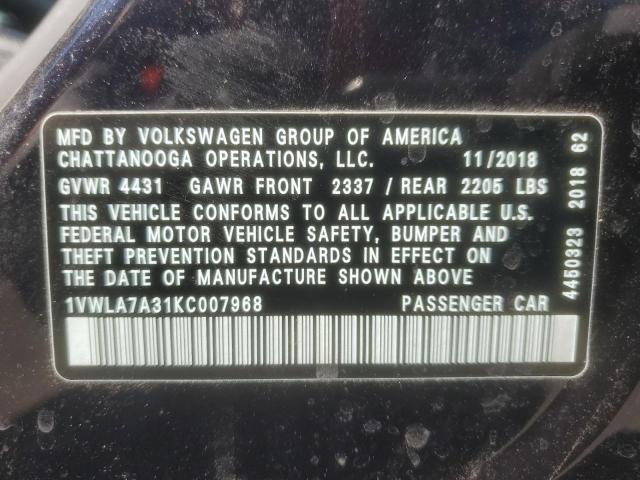 MFD BY VOLKSWAGEN GROUP OF AMERICA
CHATTANOOGA OPERATIONS, LLC. 11/2018
GVWR 4431 GAWR FRONT 2337 / REAR 2205 LBS
THIS VEHICLE CONFORMS TO ALL APPLICABLE U.S.
FEDERAL MOTOR VEHICLE SAFETY, BUMPER AND
THEFT PREVENTION STANDARDS IN EFFECT ON
THE DATE OF MANUFACTURE SHOWN ABOVE
1VWLA7A31KC007968 PASSENGER CAR
4450323 2018 62